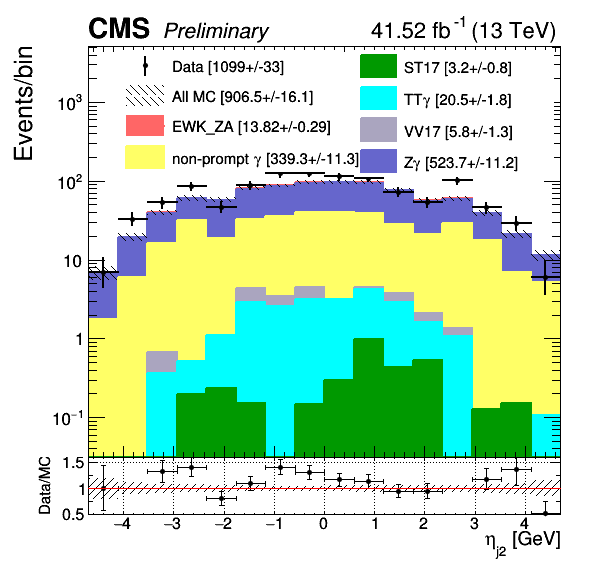 CMS Preliminary 41.52 fb⁻¹ (13 TeV)
Events/bin
Data [1099+/-33]
All MC [906.5+/-16.1]
EWK_ZA [13.82+/-0.29]
non-prompt γ [339.3+/-11.3]
ST17 [3.2+/-0.8]
TTγ [20.5+/-1.8]
VV17 [5.8+/-1.3]
Zγ [523.7+/-11.2]
10³
10²
10
1
10⁻¹
Data/MC
1.5
1
0.5
−4 −3 −2 −1 0 1 2 3 4
η_j2 [GeV]